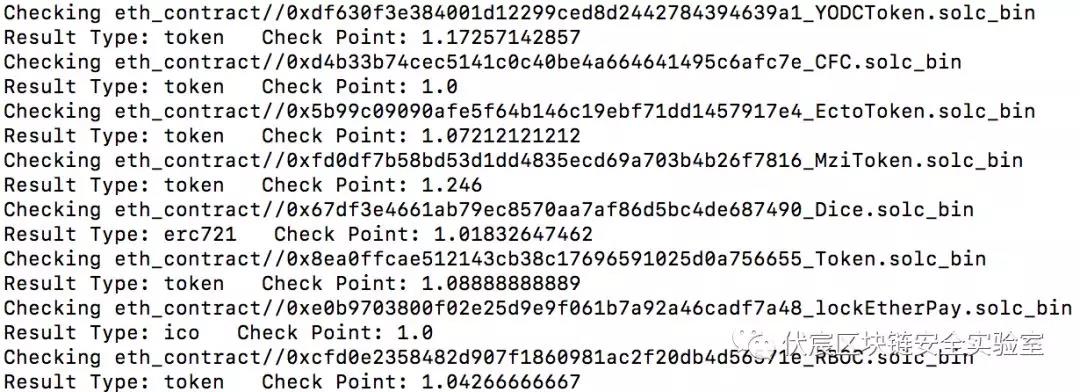 Checking eth_contract//0xdf630f3e384001d12299ced8d2442784394639a1_YODCToken.solc_bin
Result Type: token   Check Point: 1.17257142857
Checking eth_contract//0xd4b33b74cec5141c0c40be4a664641495c6afc7e_CFC.solc_bin
Result Type: token   Check Point: 1.0
Checking eth_contract//0x5b99c09090afe5f64b146c19ebf71dd1457917e4_EctoToken.solc_bin
Result Type: token   Check Point: 1.07212121212
Checking eth_contract//0xfd0df7b58bd53d1dd4835ecd69a703b4b26f7816_MziToken.solc_bin
Result Type: token   Check Point: 1.246
Checking eth_contract//0x67df3e4661ab79ec8570aa7af86d5bc4de687490_Dice.solc_bin
Result Type: erc721   Check Point: 1.01832647462
Checking eth_contract//0x8ea0ffcae512143cb38c17696591025d0a756655_Token.solc_bin
Result Type: token   Check Point: 1.08888888889
Checking eth_contract//0xe0b9703800f02e25d9e9f061b7a92a46cadf7a48_lockEtherPay.solc_bin
Result Type: ico   Check Point: 1.0
伏宸区块链安全实验室
Checking
Result Type: token   Check Point: 1.04266666667